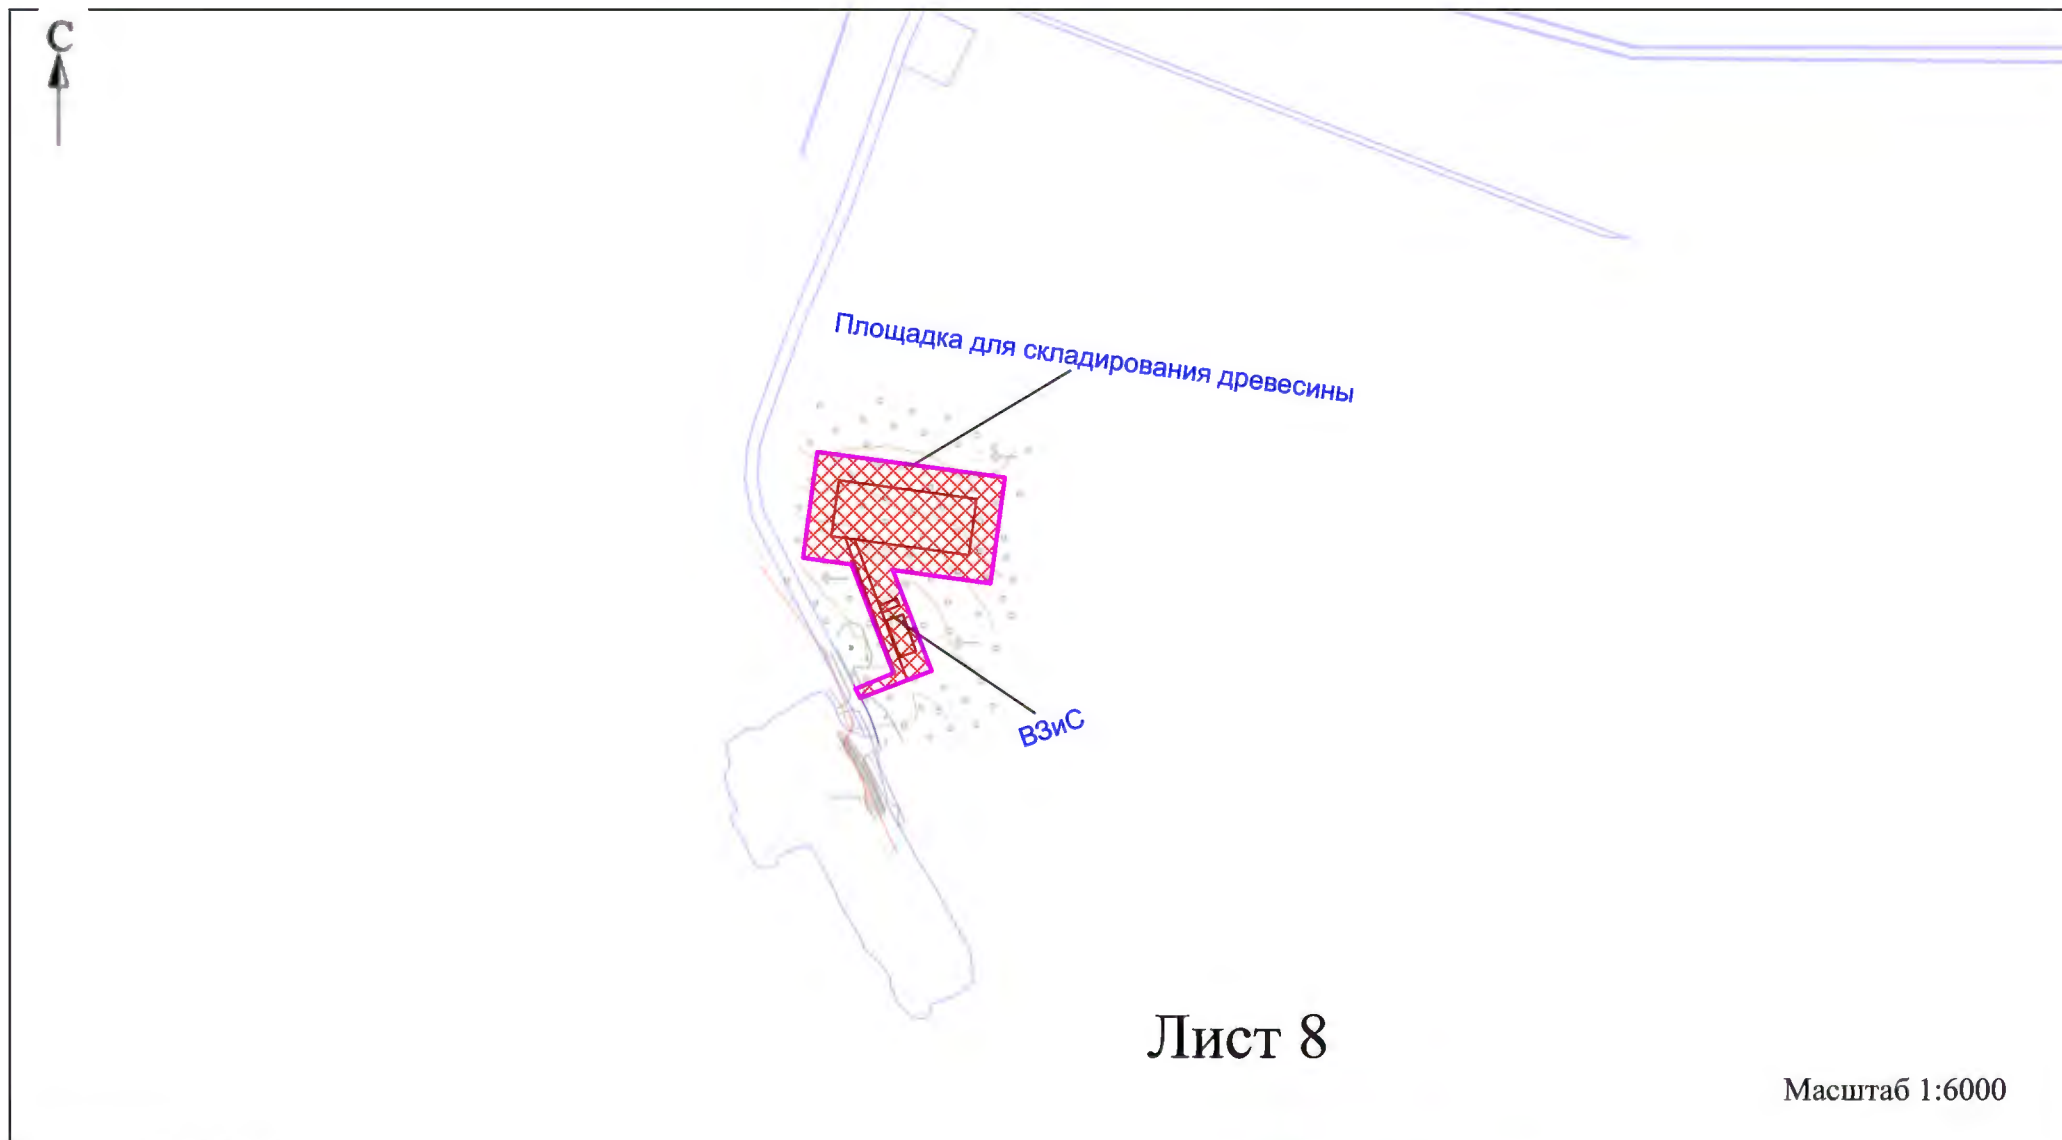 С
Площадка для складирования древесины
ВЗиС
Лист 8
Масштаб 1:6000